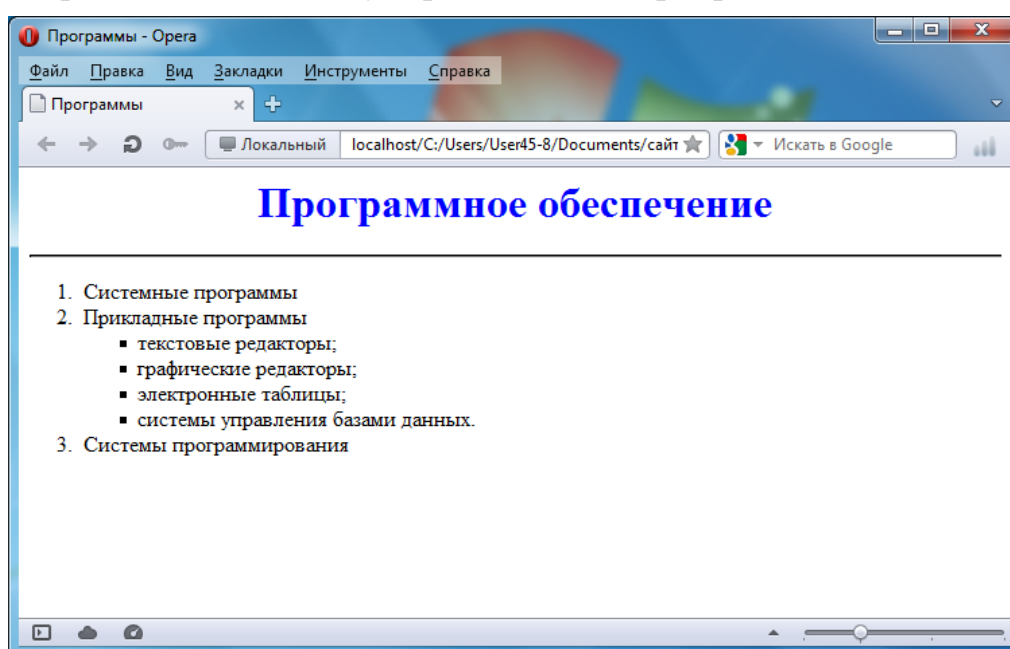 Программы - Opera
Файл Правка Вид Закладки Инструменты Справка
Программы
Локальный localhost/C:/Users/User45-8/Documents/сайт Искать в Google
Программное обеспечение
1. Системные программы
2. Прикладные программы
▪ текстовые редакторы;
▪ графические редакторы;
▪ электронные таблицы;
▪ системы управления базами данных.
3. Системы программирования